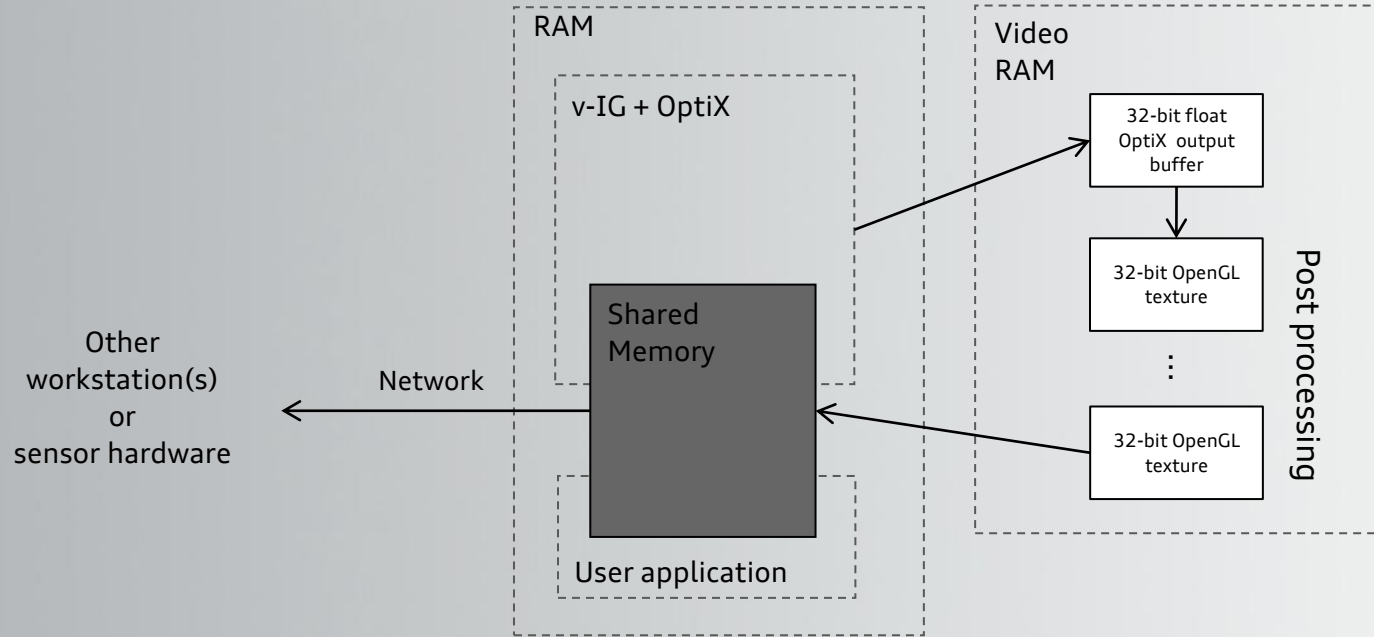 RAM
v-IG + OptiX
Shared
Memory
User application
Other
workstation(s)
or
sensor hardware
Network
Video
RAM
32-bit float
OptiX output
buffer
32-bit OpenGL
texture
...
32-bit OpenGL
texture
Post processing